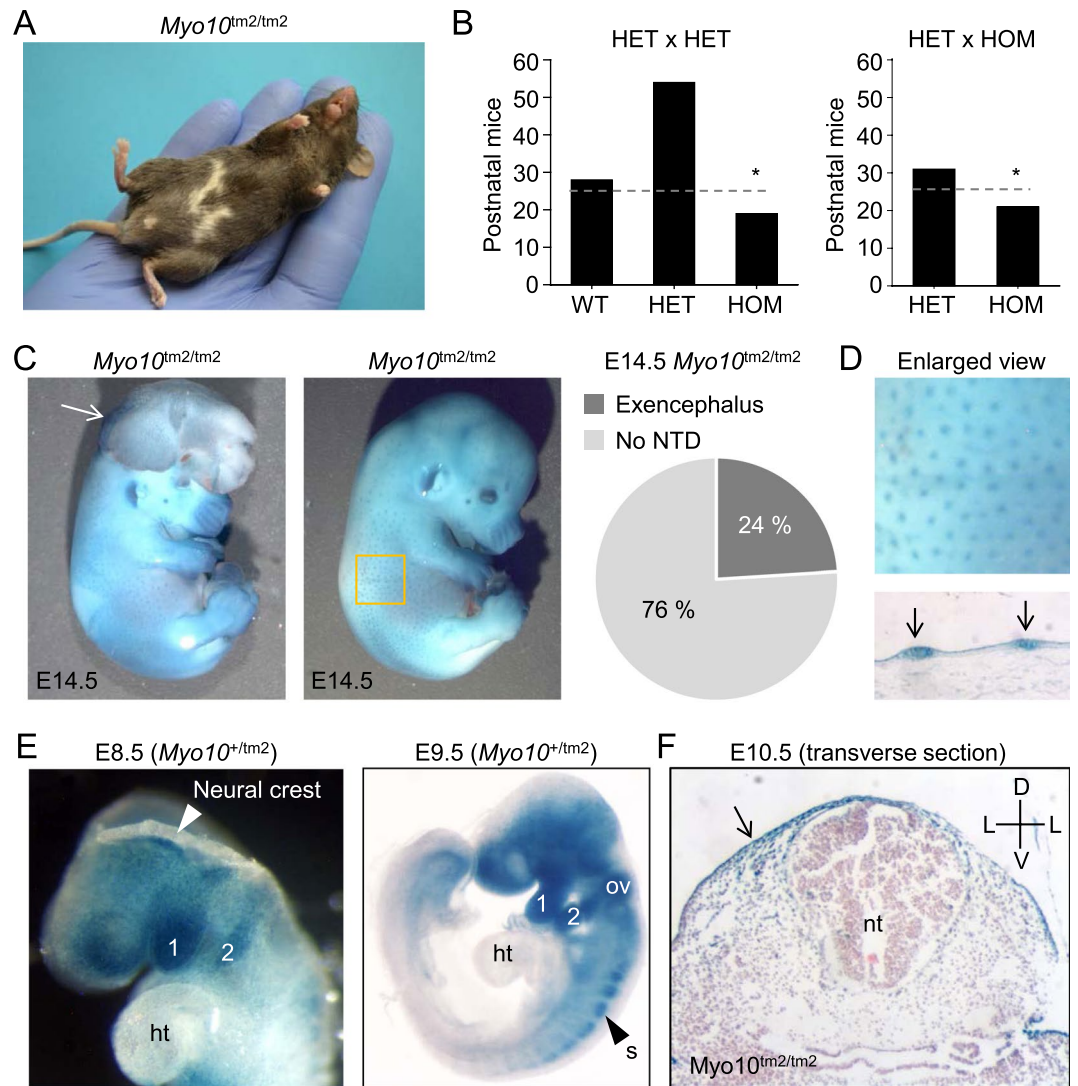 A
Myo10tm2/tm2
B
HET x HET
Postnatal mice
60
50
40
30
20
10
0
*
WT HET HOM
HET x HOM
Postnatal mice
60
50
40
30
20
10
0
*
HET HOM
C
Myo10tm2/tm2
E14.5
Myo10tm2/tm2
E14.5
E14.5 Myo10tm2/tm2
Exencephalus
No NTD
24 %
76 %
D
Enlarged view
E
E8.5 (Myo10+/tm2)
Neural crest
1
2
ht
E9.5 (Myo10+/tm2)
ov
1
2
ht
s
F
E10.5 (transverse section)
D
L L
V
nt
Myo10tm2/tm2